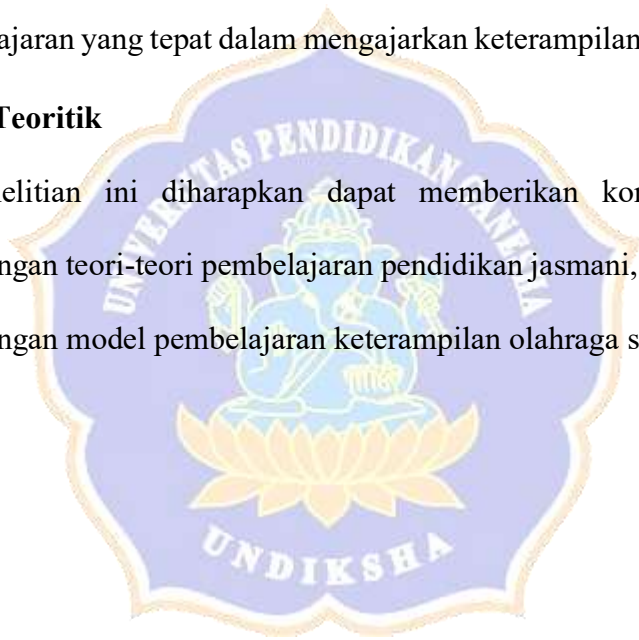 ajaran yang tepat dalam mengajarkan keterampilan
Teoritik
elitian ini diharapkan dapat memberikan kon
ngan teori-teori pembelajaran pendidikan jasmani,
ngan model pembelajaran keterampilan olahraga s
UNIVERSITAS PENDIDIKAN GANESHA
UNDIKSHA